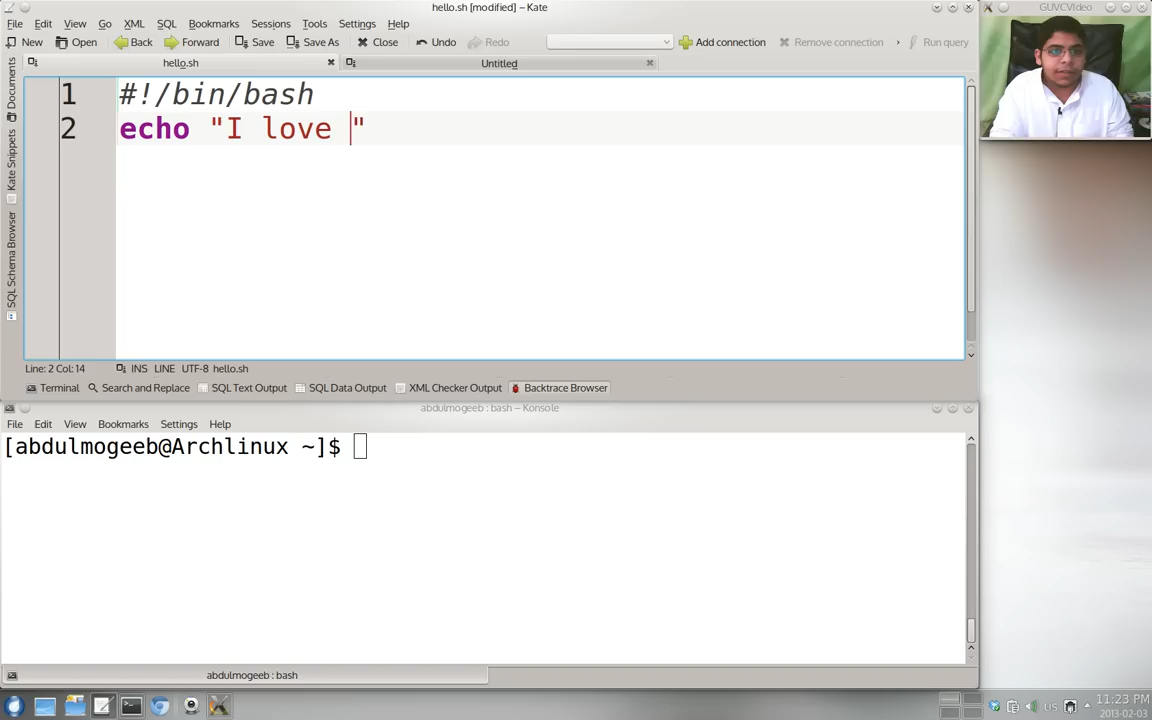 hello.sh [modified] – Kate
GUVCVideo
File Edit View Go XML SQL Bookmarks Sessions Tools Settings Help
New Open Back Forward Save Save As Close Undo Redo Add connection Remove connection Run query
hello.sh Untitled
Documents
Kate Snippets
SQL Schema Browser
1 #!/bin/bash
2 echo "I love "
Line: 2 Col: 14 INS LINE UTF-8 hello.sh
Terminal Search and Replace SQL Text Output SQL Data Output XML Checker Output Backtrace Browser
abdulmogeeb : bash – Konsole
File Edit View Bookmarks Settings Help
[abdulmogeeb@Archlinux ~]$
abdulmogeeb : bash
US 11:23 PM
2013-02-03